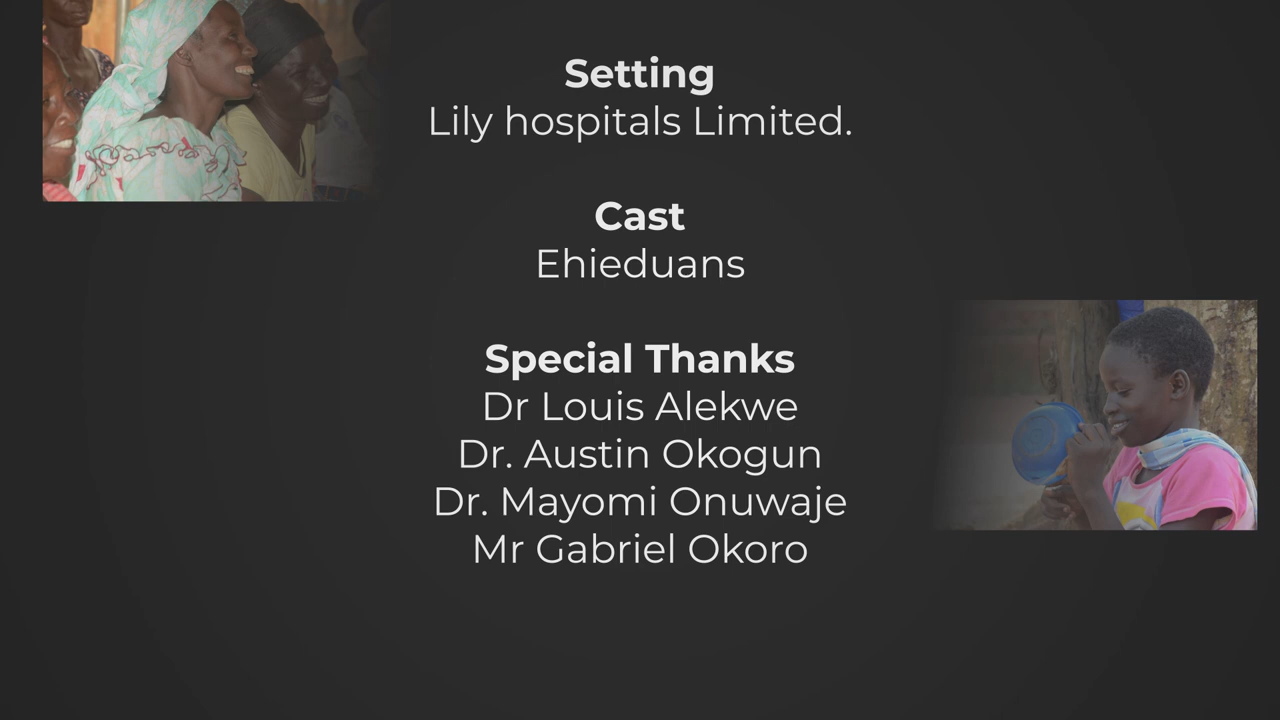 Setting
Lily hospitals Limited.
Cast
Ehieduans
Special Thanks
Dr Louis Alekwe
Dr. Austin Okogun
Dr. Mayomi Onuwaje
Mr Gabriel Okoro